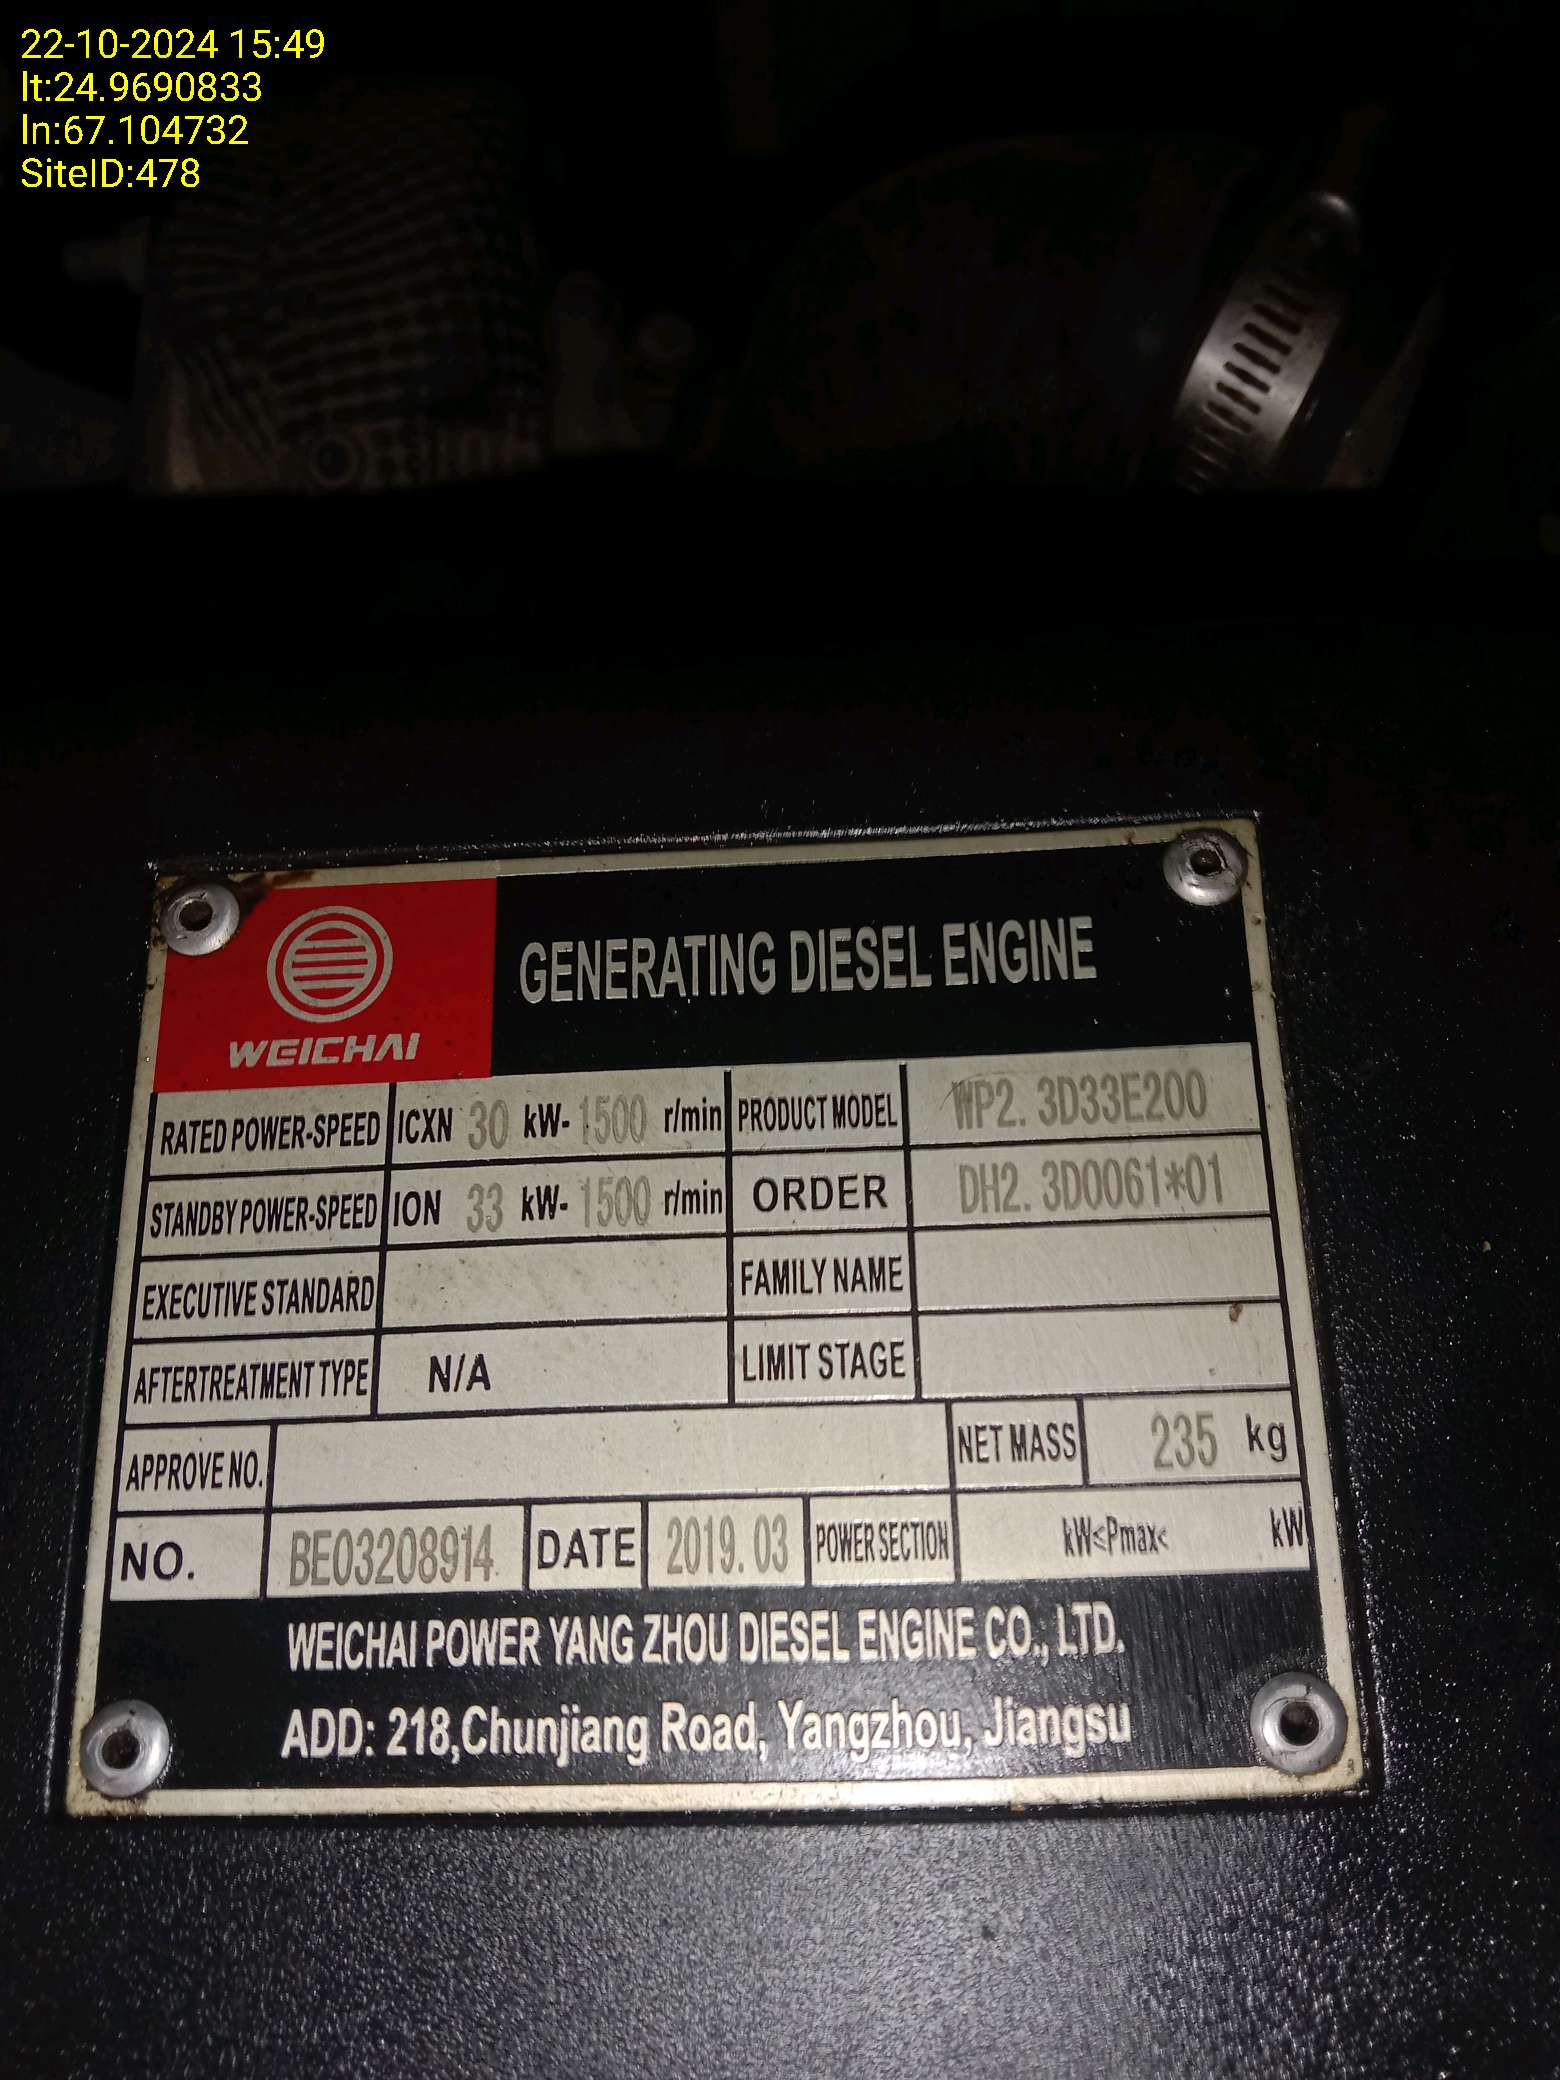 22-10-2024 15:49
lt:24.9690833
ln:67.104732
SiteID:478
WEICHAI
GENERATING DIESEL ENGINE
RATED POWER-SPEED ICXN 30 kW- 1500 r/min PRODUCT MODEL WP2. 3D33E200
STANDBY POWER-SPEED ION 33 kW- 1500 r/min ORDER DH2. 3D0061*01
EXECUTIVE STANDARD FAMILY NAME
AFTERTREATMENT TYPE N/A LIMIT STAGE
APPROVE NO. NET MASS 235 kg
NO. BE03208914 DATE 2019. 03 POWER SECTION kW<Pmax< kW
WEICHAI POWER YANG ZHOU DIESEL ENGINE CO., LTD.
ADD: 218,Chunjiang Road, Yangzhou, Jiangsu